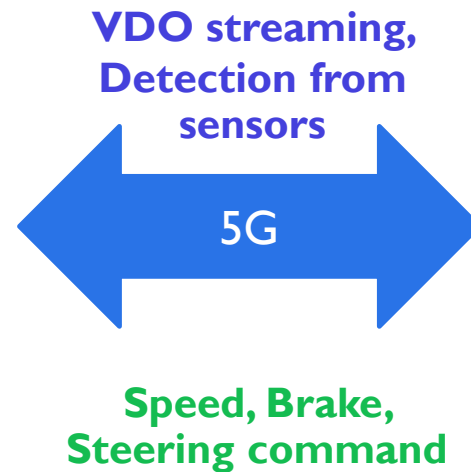 VDO streaming,
Detection from
sensors
5G
Speed, Brake,
Steering command